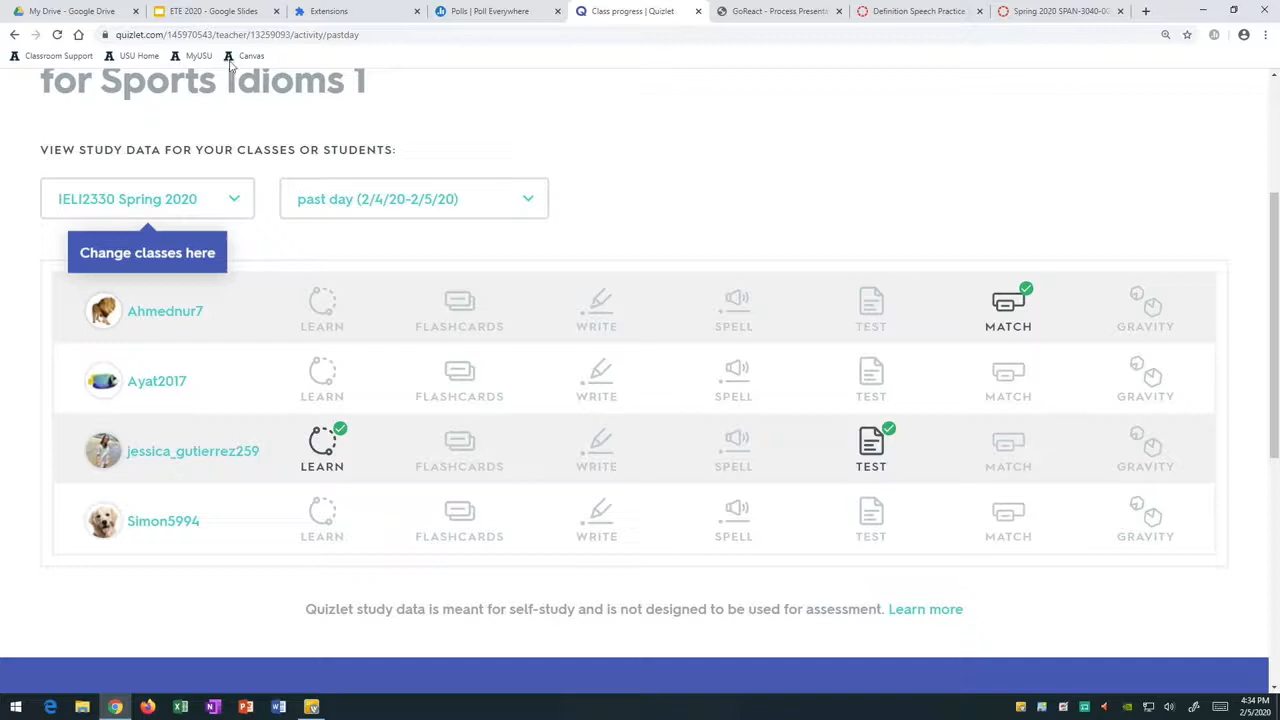 My Drive - Google Drive
ETE 2020 - Google Slides
Extensions
Polls | Poll Everywhere
Class progress | Quizlet
GoReact - Process Presenta
Definition Speech Practice
Spring 2020 SPAN-3040-00
quizlet.com/145970543/teacher/13259093/activity/pastday
Classroom Support
USU Home
MyUSU
Canvas
for Sports Idioms 1
VIEW STUDY DATA FOR YOUR CLASSES OR STUDENTS:
IELI2330 Spring 2020
past day (2/4/20-2/5/20)
Change classes here
Ahmednur7
LEARN FLASHCARDS WRITE SPELL TEST MATCH GRAVITY
Ayat2017
LEARN FLASHCARDS WRITE SPELL TEST MATCH GRAVITY
jessica_gutierrez259
LEARN FLASHCARDS WRITE SPELL TEST MATCH GRAVITY
Simon5994
LEARN FLASHCARDS WRITE SPELL TEST MATCH GRAVITY
Quizlet study data is meant for self-study and is not designed to be used for assessment. Learn more
4:34 PM
2/5/2020